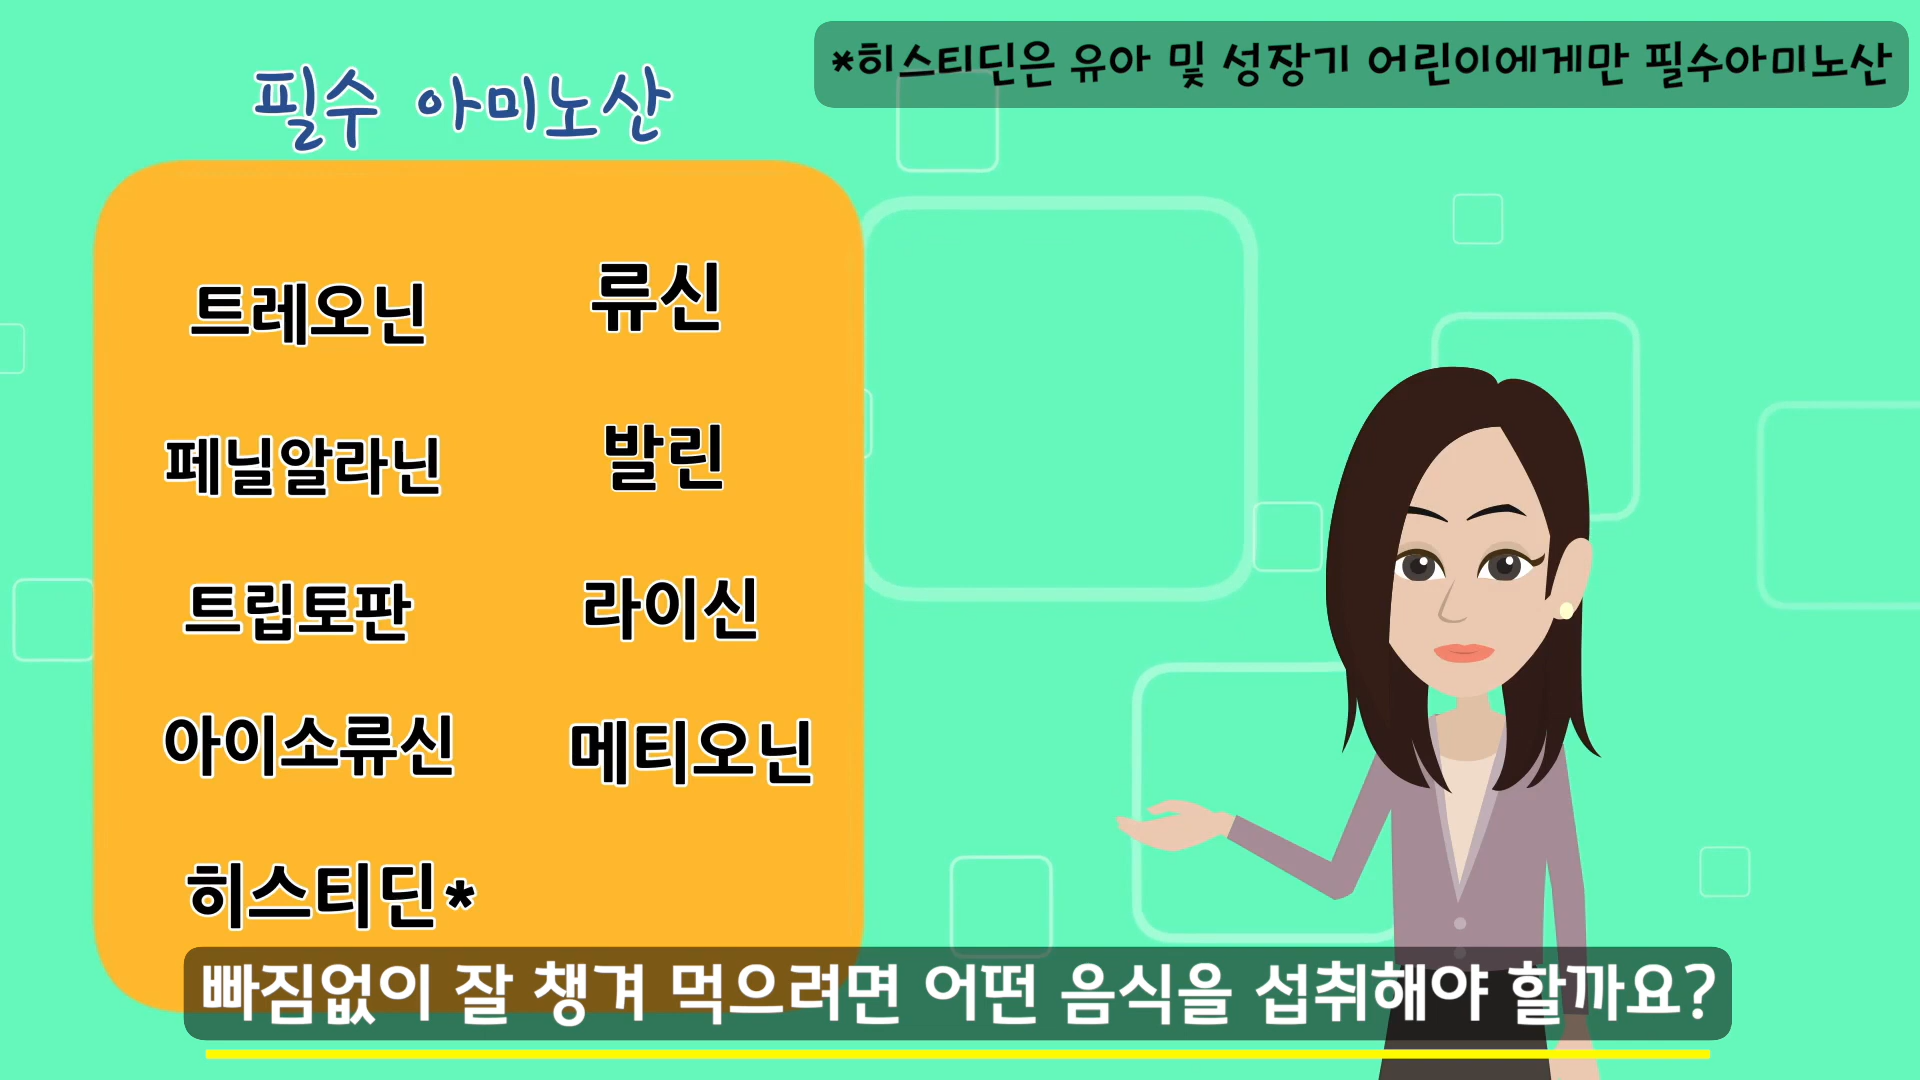 *히스티딘은 유아 및 성장기 어린이에게만 필수아미노산
필수 아미노산
트레오닌 류신
페닐알라닌 발린
트립토판 라이신
아이소류신 메티오닌
히스티딘*
빠짐없이 잘 챙겨 먹으려면 어떤 음식을 섭취해야 할까요?